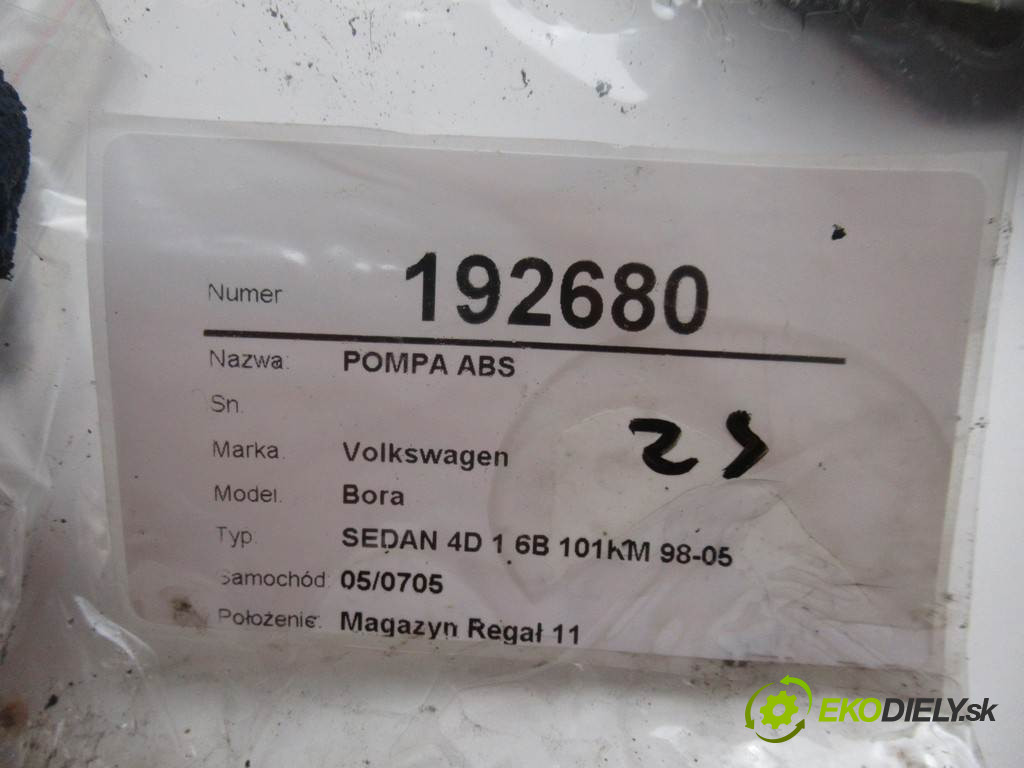 Numer 192680
Nazwa: POMPA ABS
Sn.
Marka. Volkswagen
Model. Bora
Typ: SEDAN 4D 1 6B 101KM 98-05
Samochód: 05/0705
Położenie: Magazyn Regał 11
EKODIELY.sk